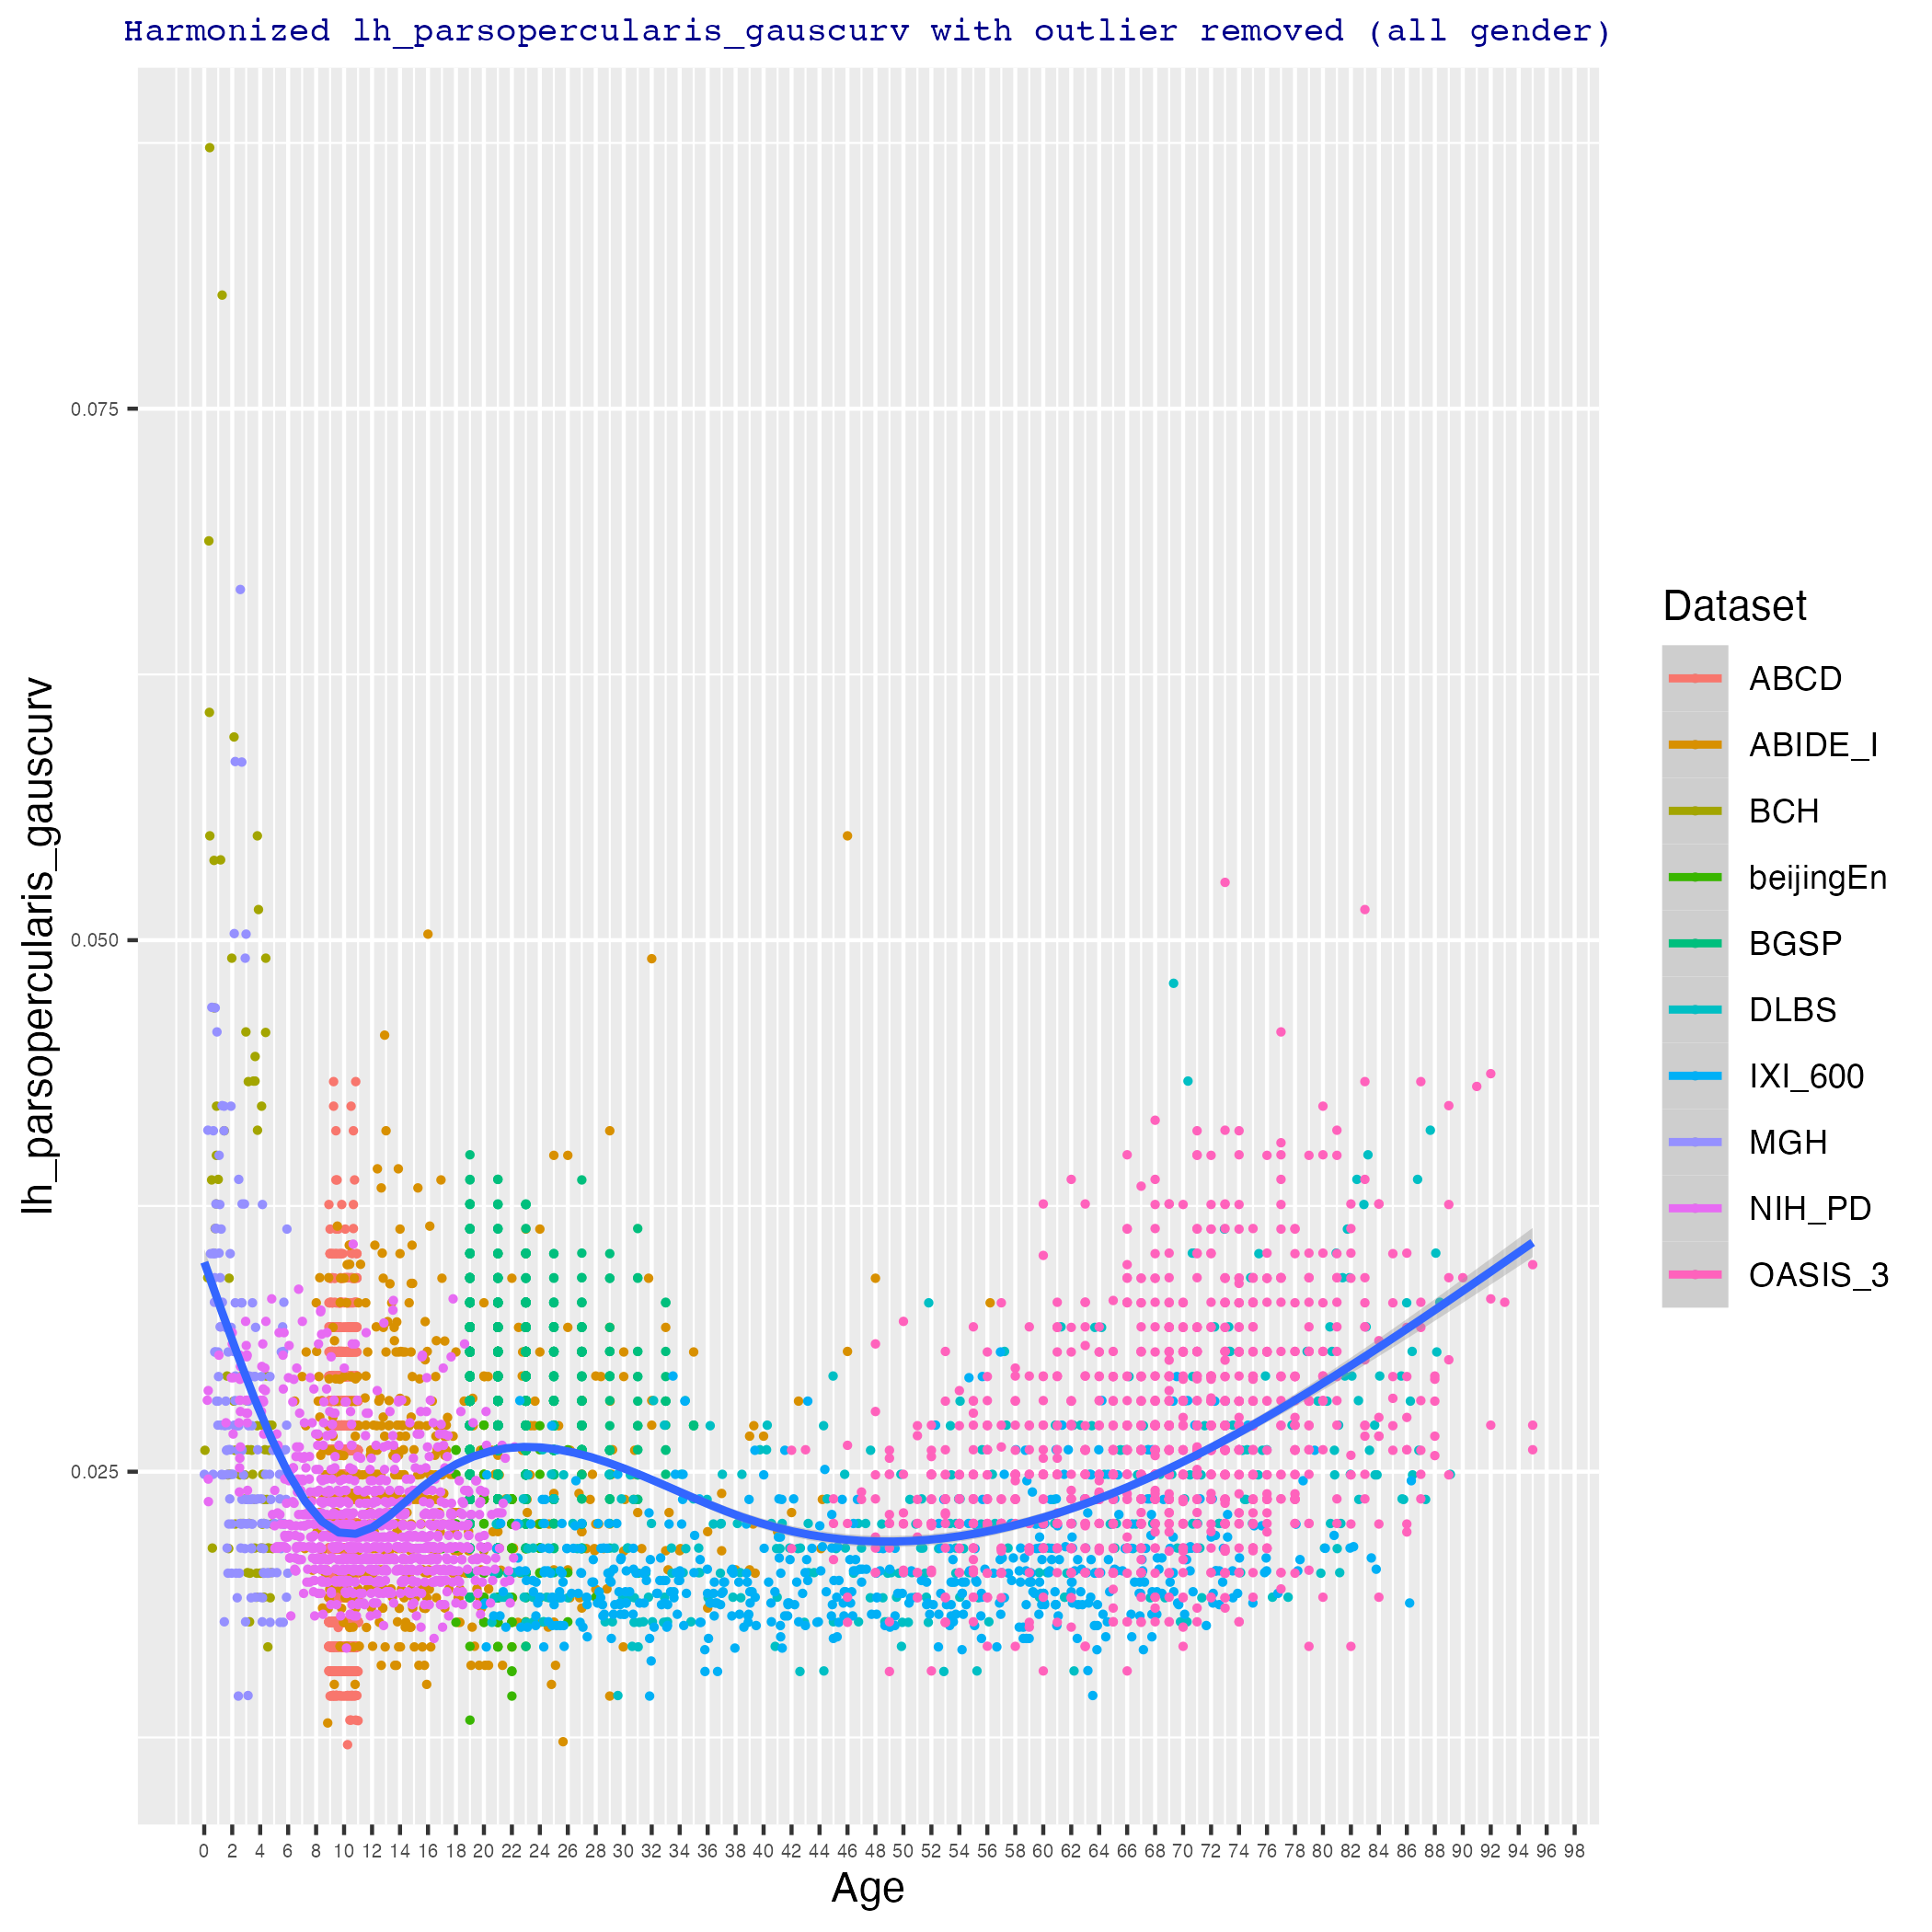 Harmonized lh_parsopercularis_gauscurv with outlier removed (all gender)
lh_parsopercularis_gauscurv
0.075
0.050
0.025
0 2 4 6 8 10 12 14 16 18 20 22 24 26 28 30 32 34 36 38 40 42 44 46 48 50 52 54 56 58 60 62 64 66 68 70 72 74 76 78 80 82 84 86 88 90 92 94 96 98
Age
Dataset
ABCD
ABIDE_I
BCH
beijingEn
BGSP
DLBS
IXI_600
MGH
NIH_PD
OASIS_3